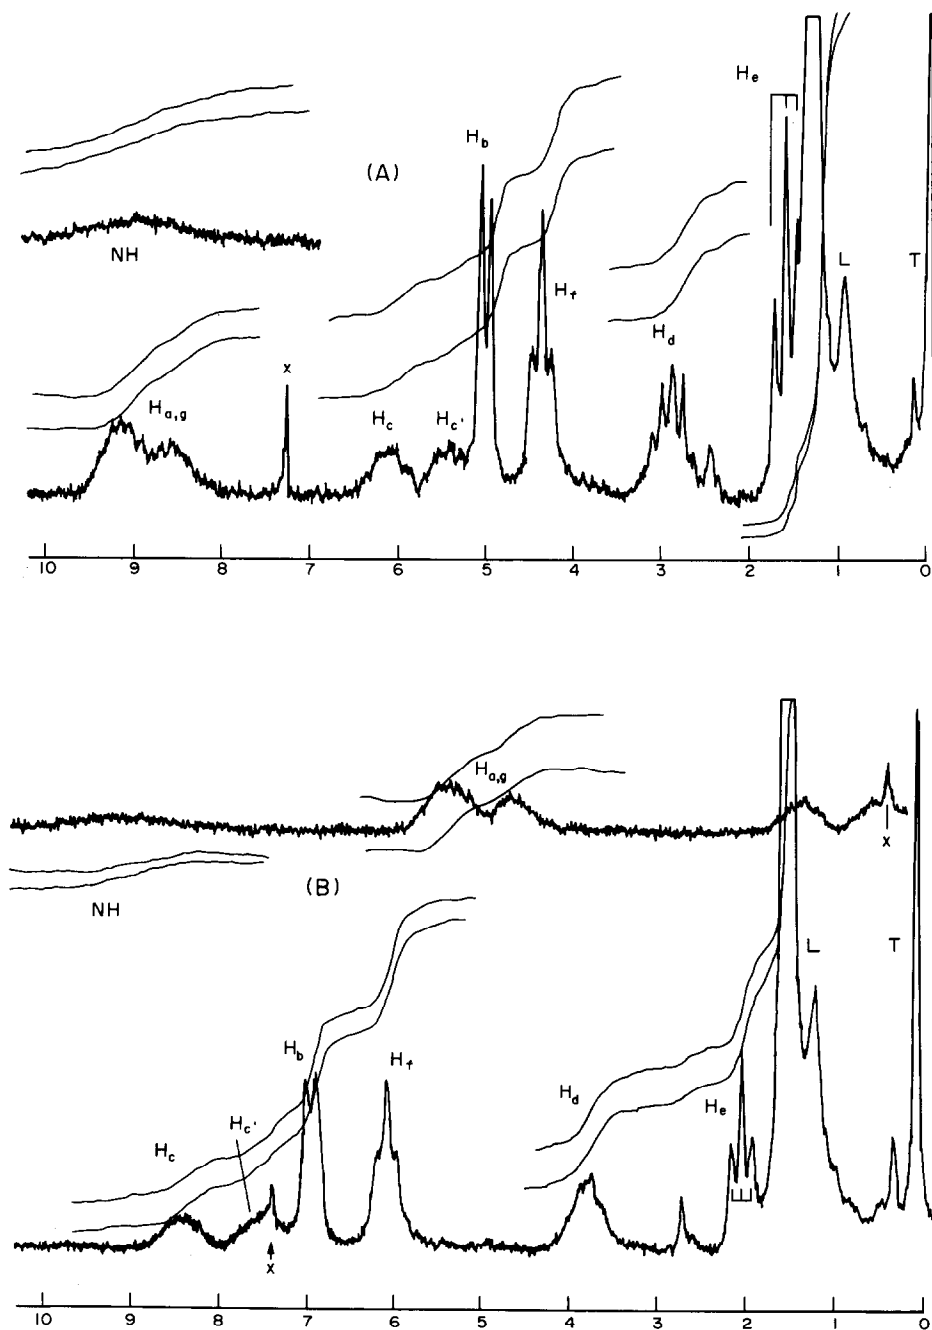 H_e
H_b
(A)
NH
L T
H_f
H_d
x
H_a,g
H_c H_c'
10 9 8 7 6 5 4 3 2 1 0
H_a,g
x
(B)
NH
L T
H_b H_f
H_d
H_e
H_c'
H_c
x
10 9 8 7 6 5 4 3 2 1 0